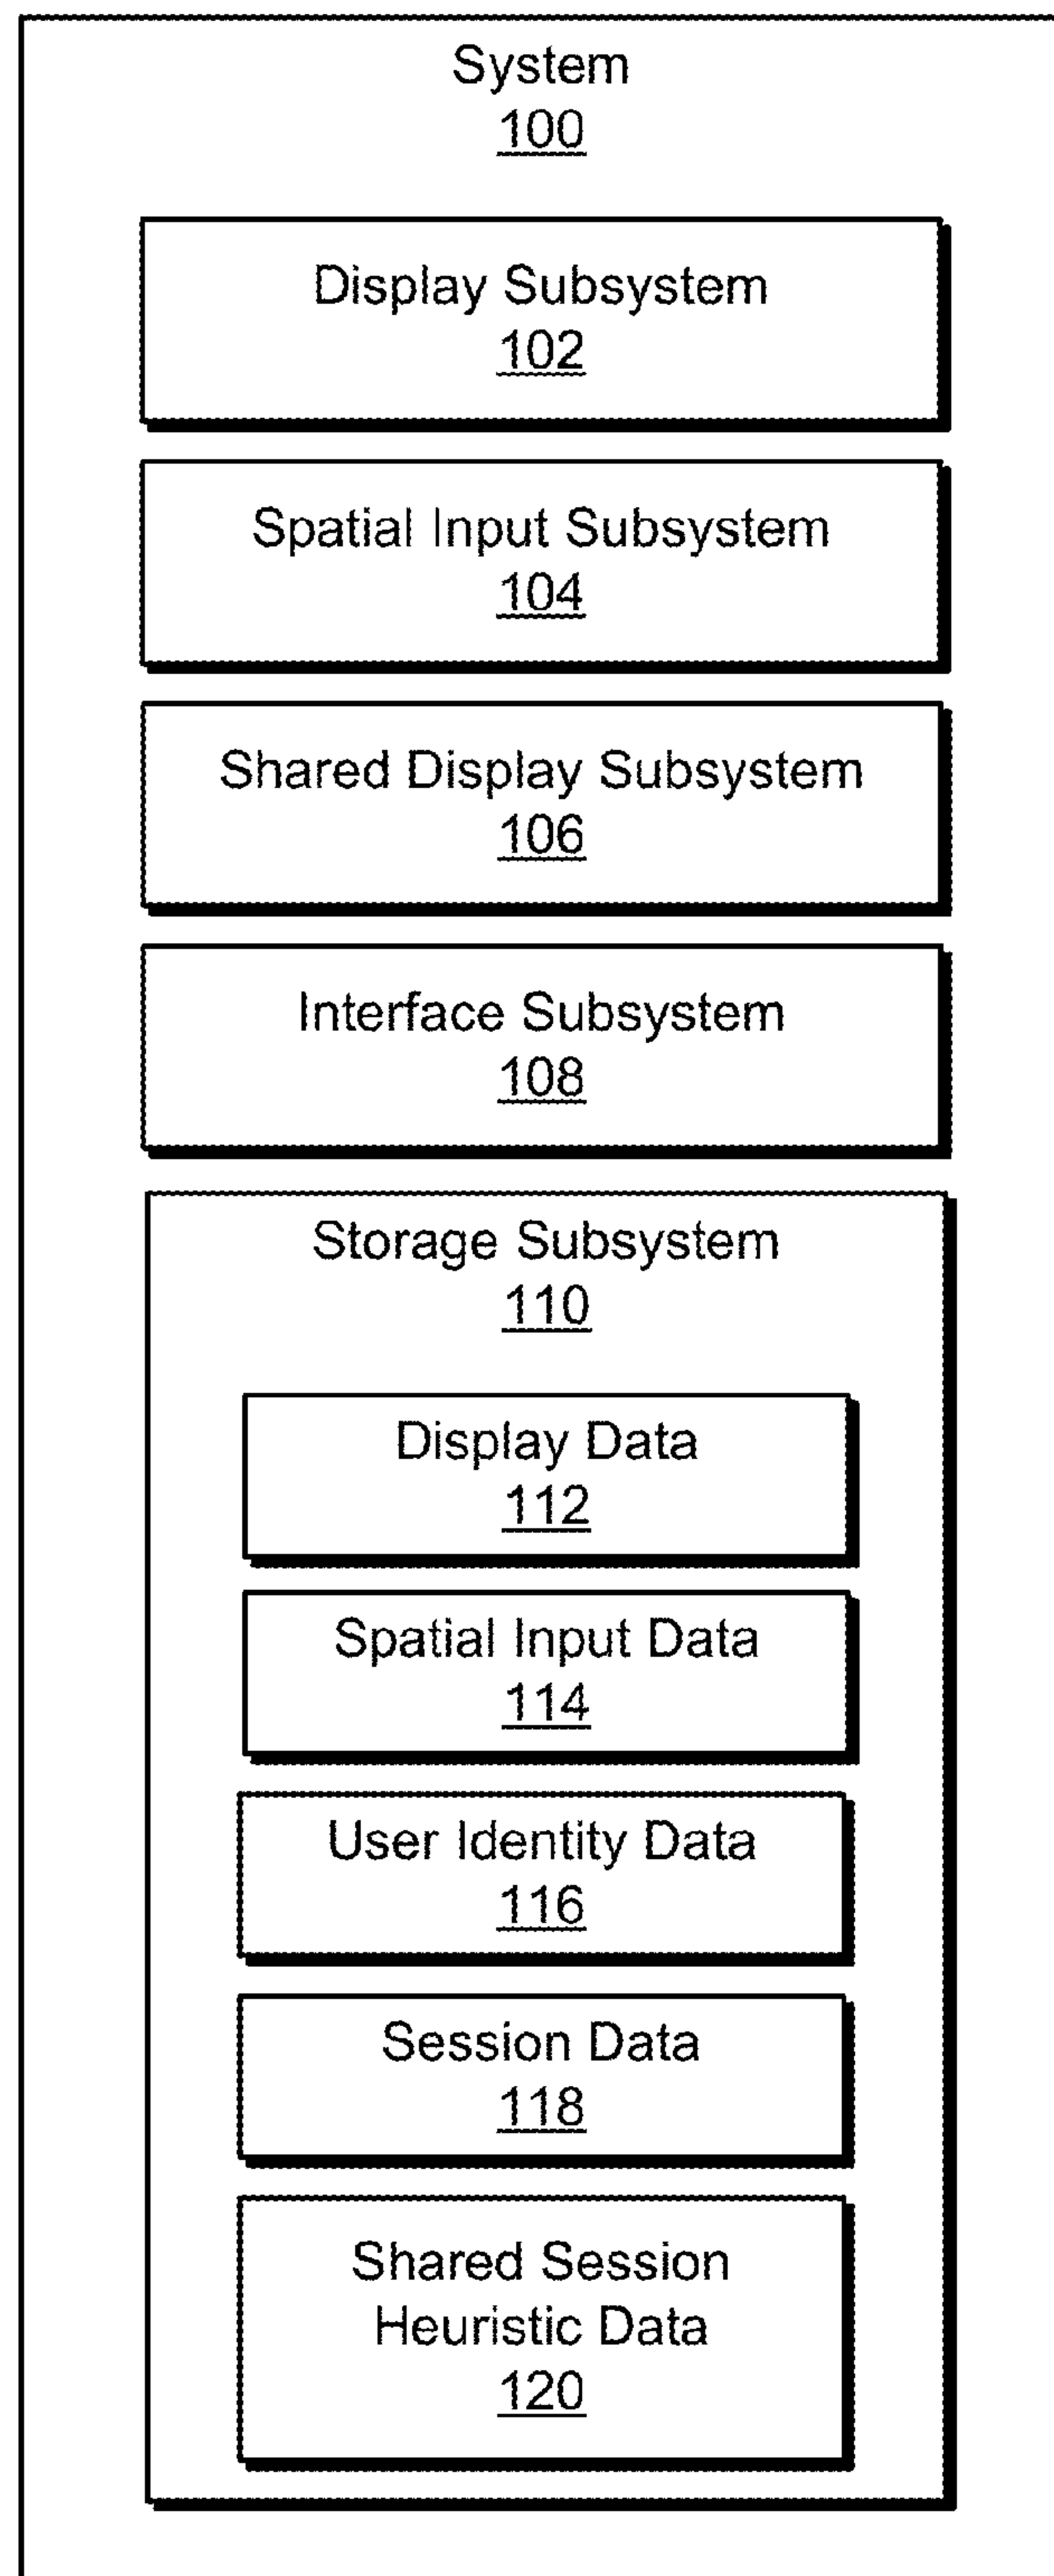 System
100
Display Subsystem
102
Spatial Input Subsystem
104
Shared Display Subsystem
106
Interface Subsystem
108
Storage Subsystem
110
Display Data
112
Spatial Input Data
114
User Identity Data
116
Session Data
118
Shared Session
Heuristic Data
120